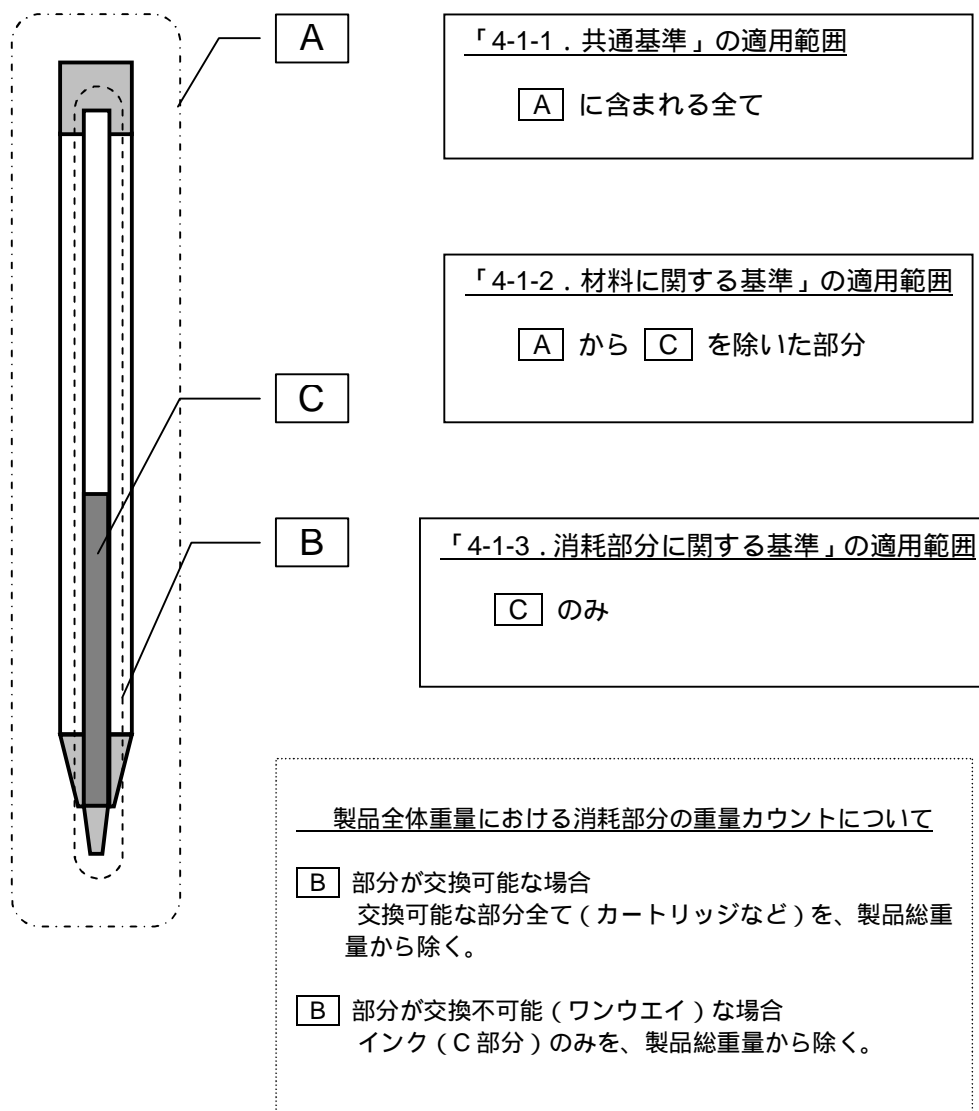 A
「4-1-1．共通基準」の適用範囲
A に含まれる全て
「4-1-2．材料に関する基準」の適用範囲
A から C を除いた部分
C
B
「4-1-3．消耗部分に関する基準」の適用範囲
C のみ
製品全体重量における消耗部分の重量カウントについて
B 部分が交換可能な場合
交換可能な部分全て（カートリッジなど）を、製品総重
量から除く。
B 部分が交換不可能（ワンウエイ）な場合
インク（C 部分）のみを、製品総重量から除く。